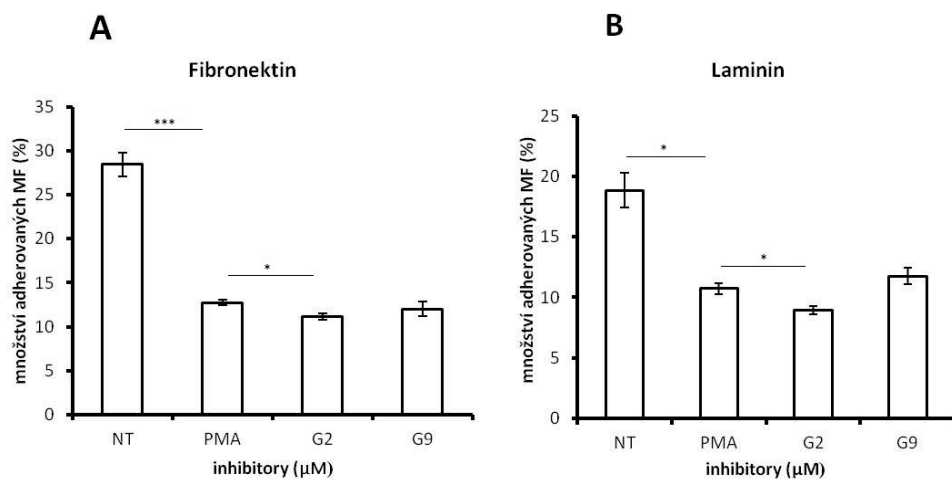 A
Fibronektin
množství adherovaných MF (%)
35
30
25
20
15
10
5
0
***
*
NT PMA G2 G9
inhibitory (µM)
B
Laminin
množství adherovaných MF (%)
25
20
15
10
5
0
*
*
NT PMA G2 G9
inhibitory (µM)